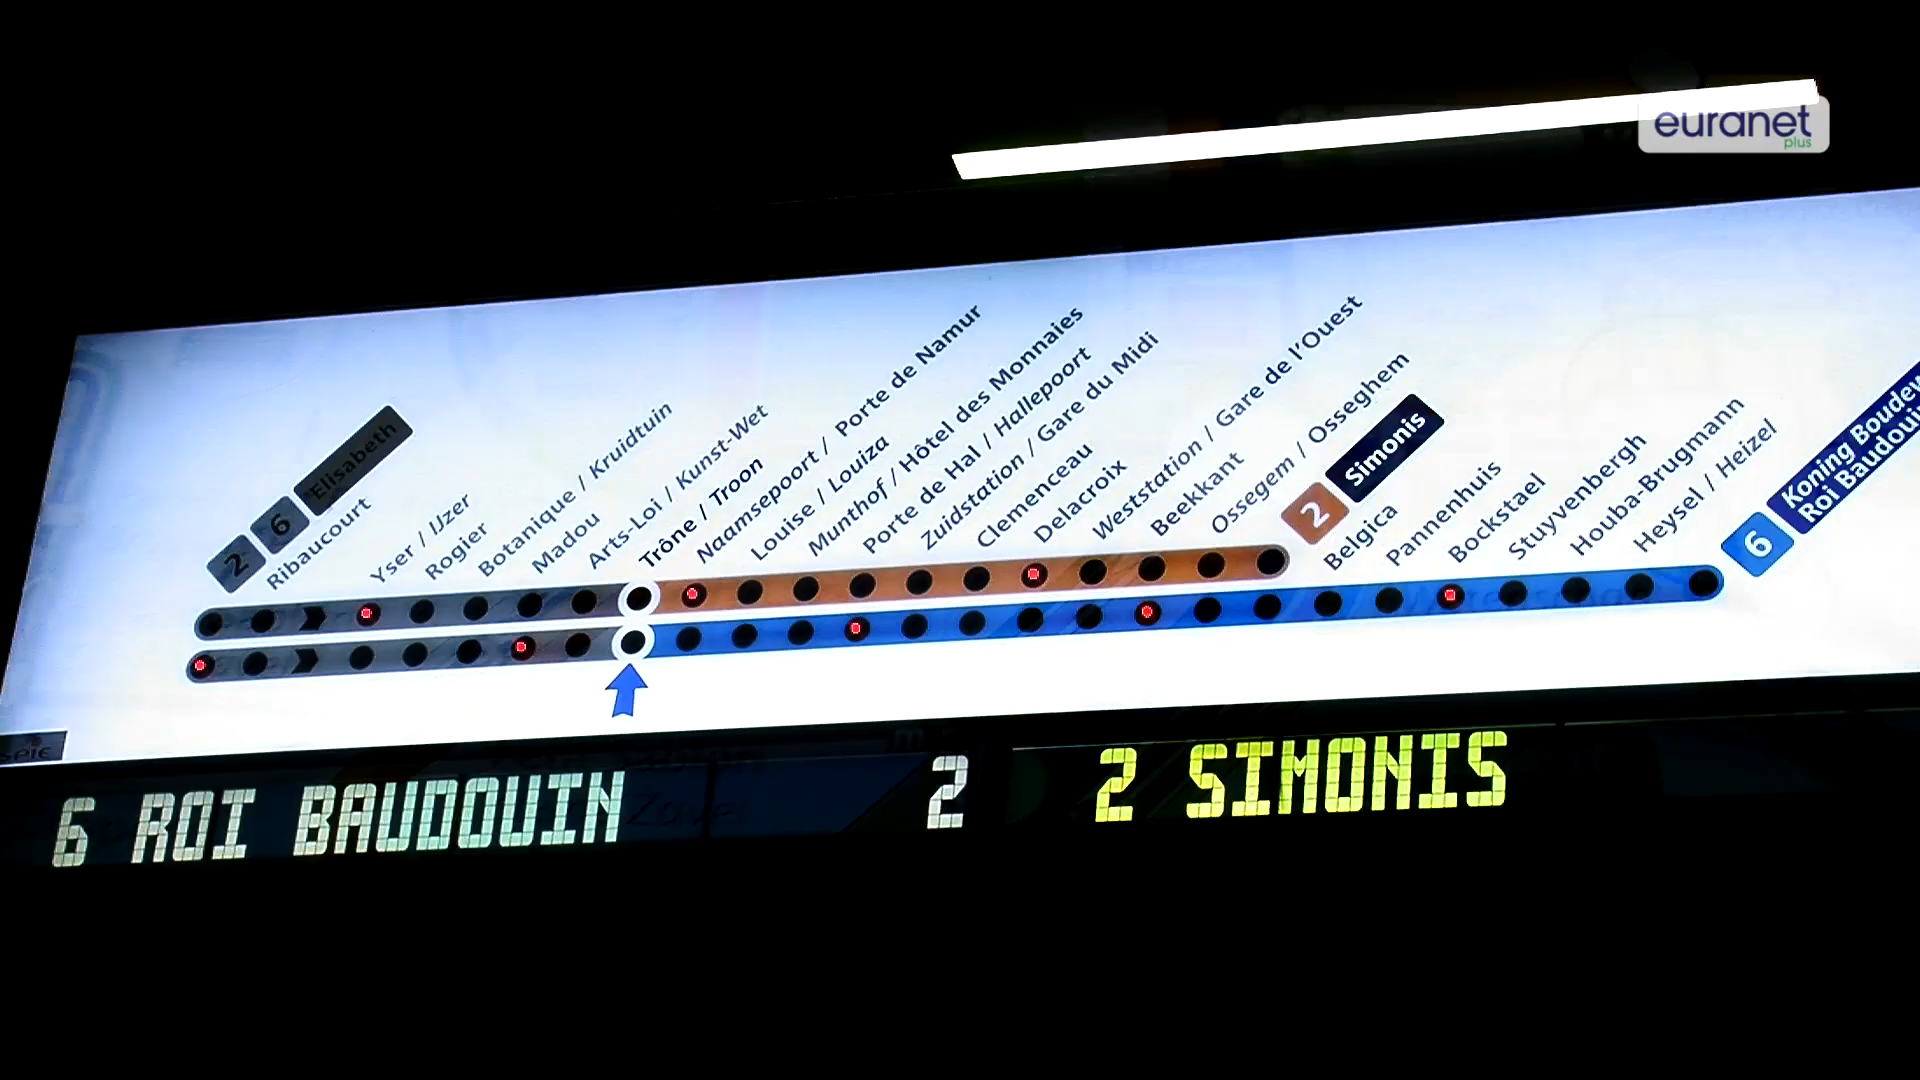 euranet
plus
2 6 Elisabeth
Ribaucourt
Yser / IJzer
Rogier
Botanique / Kruidtuin
Madou
Arts-Loi / Kunst-Wet
Trône / Troon
Naamsepoort / Porte de Namur
Louise / Louiza
Munthof / Hôtel des Monnaies
Porte de Hal / Hallepoort
Zuidstation / Gare du Midi
Clemenceau
Delacroix
Weststation / Gare de l'Ouest
Beekkant
Ossegem / Osseghem
2 Simonis
Belgica
Pannenhuis
Bockstael
Stuyvenbergh
Houba-Brugmann
Heysel / Heizel
6 Koning
Roi
6 ROI BAUDOUIN 2
2 SIMONIS